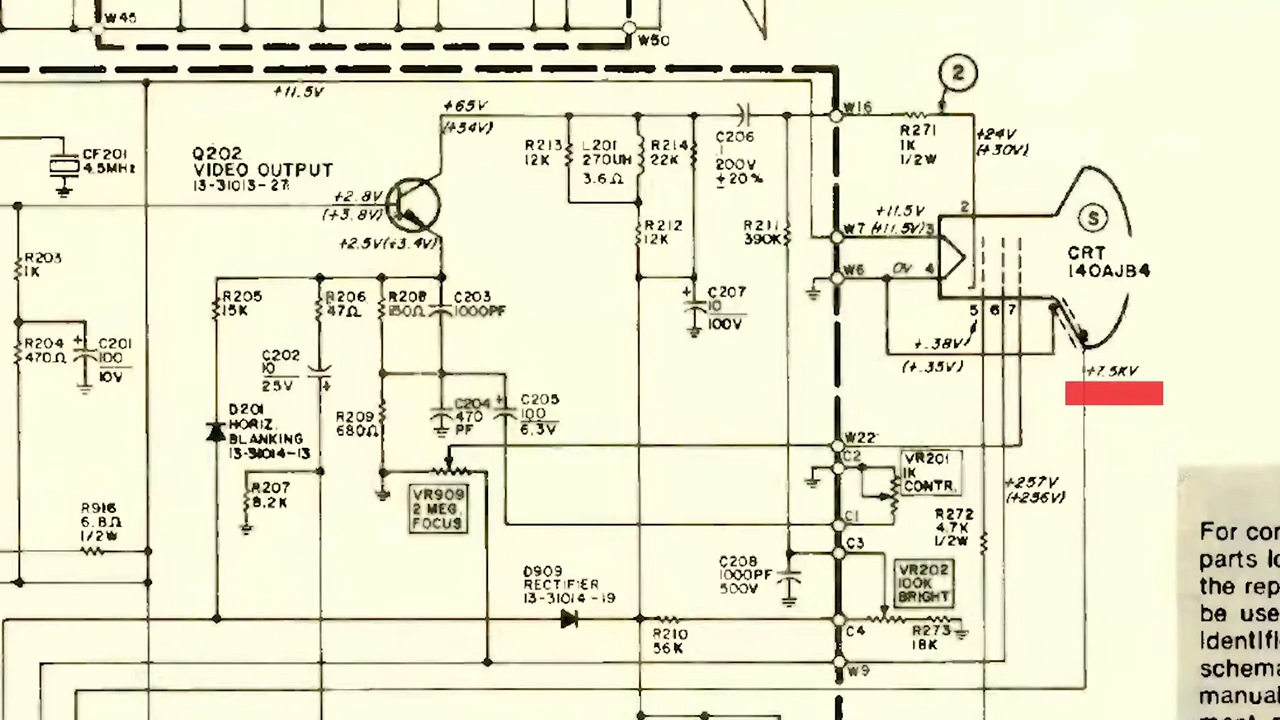 W45
W50
+11.5V
2
+65V
(+54V)
W16
R271
1K
1/2W
+24V
(+30V)
CF201
4.5MHz
Q202
VIDEO OUTPUT
13-31013-27
R213
12K
L201
270UH
3.6Ω
R214
22K
C206
.1
200V
±20%
+2.8V
(+3.8V)
+2.5V(+3.4V)
R212
12K
R211
390K
+11.5V
W7 (+11.5V) 3
2
S
CRT
140AJB4
W6
0V
4
R203
1K
R205
15K
R206
47Ω
R208
C203
1000PF
C207
10
100V
5 6 7
R204
470Ω
C201
100
10V
C202
10
25V
+.38V
(+.35V)
+7.5KV
D201
HORIZ.
BLANKING
13-31014-13
R209
680Ω
C204
470
PF
C205
100
6.3V
W22
C2
VR201
1K
CONTR.
R207
8.2K
VR909
2 MEG.
FOCUS
+257V
(+256V)
R916
6.8Ω
1/2W
C1
R272
4.7K
1/2W
C3
D909
RECTIFIER
13-31014-19
C208
1000PF
500V
VR202
100K
BRIGHT
R210
56K
C4
R273
18K
W9
For cor
parts lo
the rep
be use
identifi
schema
manua